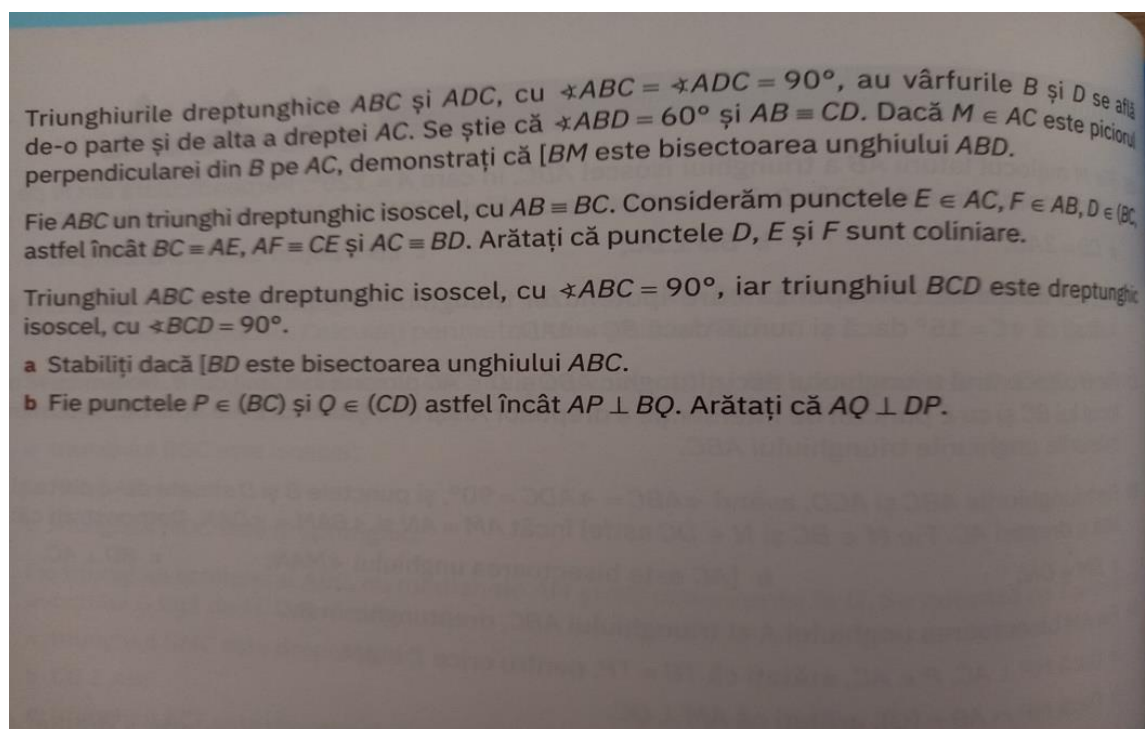 Triunghiurile dreptunghice ABC și ADC, cu ∢ABC = ∢ADC = 90°, au vârfurile B și D se află
de-o parte și de alta a dreptei AC. Se știe că ∢ABD = 60° și AB ≡ CD. Dacă M ∈ AC este piciorul
perpendicularei din B pe AC, demonstrați că [BM este bisectoarea unghiului ABD.
Fie ABC un triunghi dreptunghic isoscel, cu AB ≡ BC. Considerăm punctele E ∈ AC, F ∈ AB, D ∈ (BC,
astfel încât BC ≡ AE, AF ≡ CE și AC ≡ BD. Arătați că punctele D, E și F sunt coliniare.
Triunghiul ABC este dreptunghic isoscel, cu ∢ABC = 90°, iar triunghiul BCD este dreptunghic
isoscel, cu ∢BCD = 90°.
a Stabiliți dacă [BD este bisectoarea unghiului ABC.
b Fie punctele P ∈ (BC) și Q ∈ (CD) astfel încât AP ⊥ BQ. Arătați că AQ ⊥ DP.